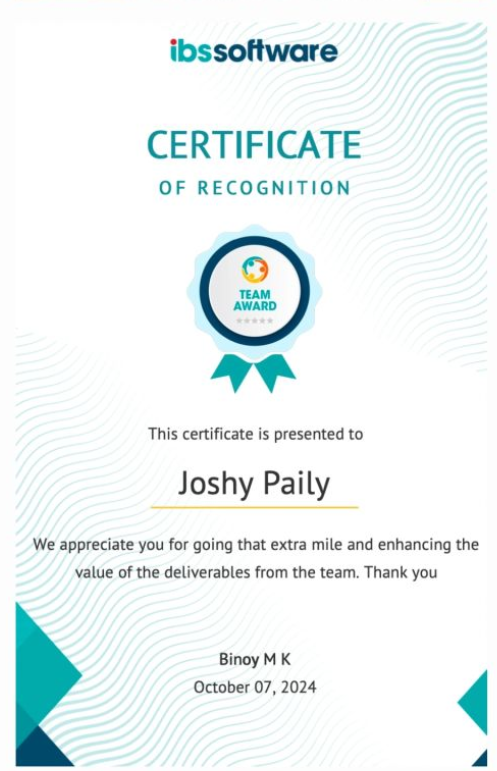 ibssoftware
CERTIFICATE
OF RECOGNITION
TEAM
AWARD
This certificate is presented to
Joshy Paily
We appreciate you for going that extra mile and enhancing the
value of the deliverables from the team. Thank you
Binoy M K
October 07, 2024